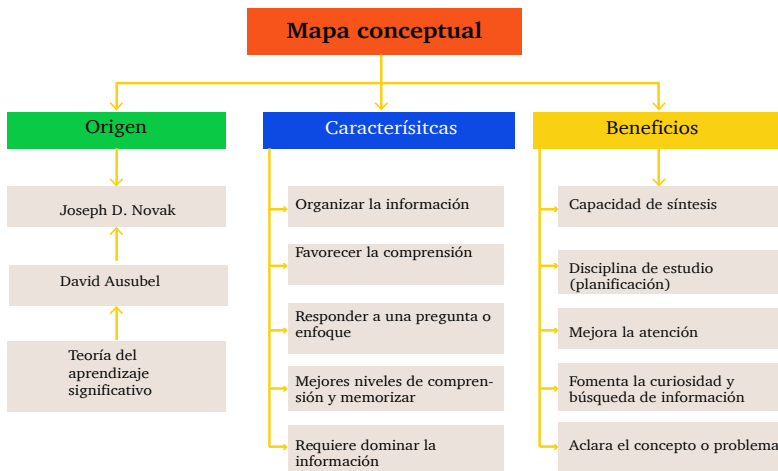 Mapa conceptual
Origen
Joseph D. Novak
David Ausubel
Teoría del
aprendizaje
significativo
Caracterísitcas
Organizar la información
Favorecer la comprensión
Responder a una pregunta o
enfoque
Mejores niveles de compren-
sión y memorizar
Requiere dominar la
información
Beneficios
Capacidad de síntesis
Disciplina de estudio
(planificación)
Mejora la atención
Fomenta la curiosidad y
búsqueda de información
Aclara el concepto o problema